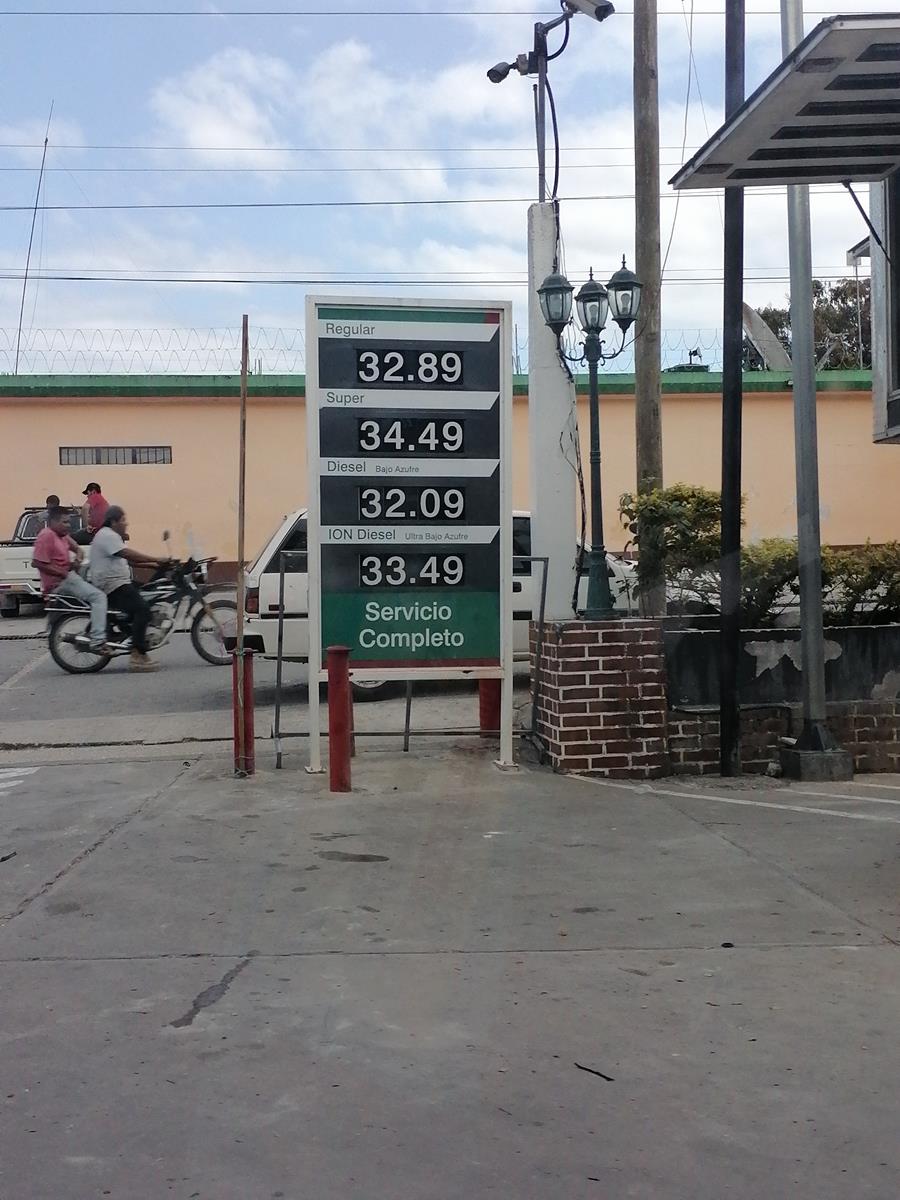 Regular
32.89
Super
34.49
Diesel Bajo Azufre
32.09
ION Diesel Ultra Bajo Azufre
33.49
Servicio
Completo